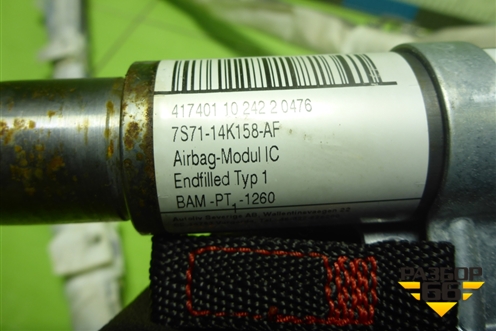 417401 10 242 2 0476
7S71-14K158-AF
Airbag-Modul IC
Endfilled Typ 1
BAM -PT1-1260
AG,
РАЗБОР
66